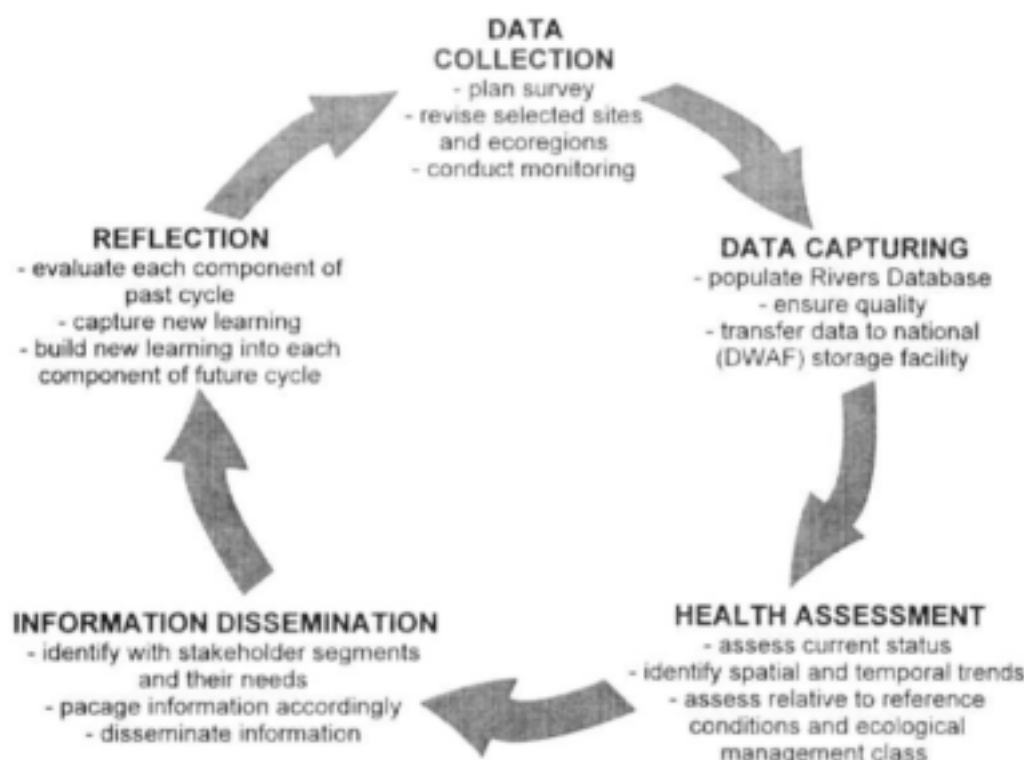 DATA
COLLECTION
- plan survey
- revise selected sites
and ecoregions
- conduct monitoring
DATA CAPTURING
- populate Rivers Database
- ensure quality
- transfer data to national
(DWAF) storage facility
HEALTH ASSESSMENT
- assess current status
- identify spatial and temporal trends
- assess relative to reference
conditions and ecological
management class
INFORMATION DISSEMINATION
- identify with stakeholder segments
and their needs
- pacage information accordingly
- disseminate information
REFLECTION
- evaluate each component of
past cycle
- capture new learning
- build new learning into each
component of future cycle